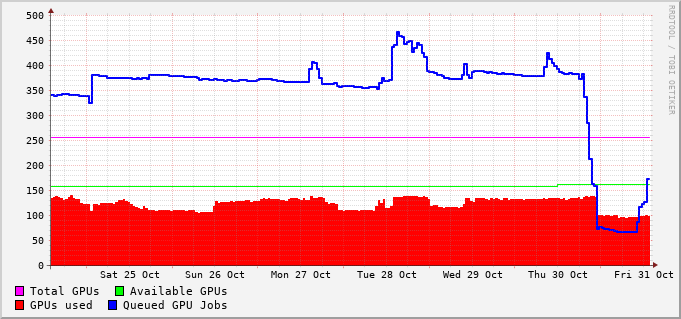 RRDTOOL / TOBI OETIKER
500
450
400
350
300
250
200
150
100
50
0
Sat 25 Oct Sun 26 Oct Mon 27 Oct Tue 28 Oct Wed 29 Oct Thu 30 Oct Fri 31 Oct
Total GPUs Available GPUs
GPUs used Queued GPU Jobs